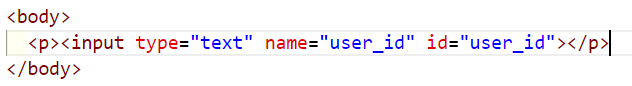 <body>
<p><input type="text" name="user_id" id="user_id"></p>
</body>